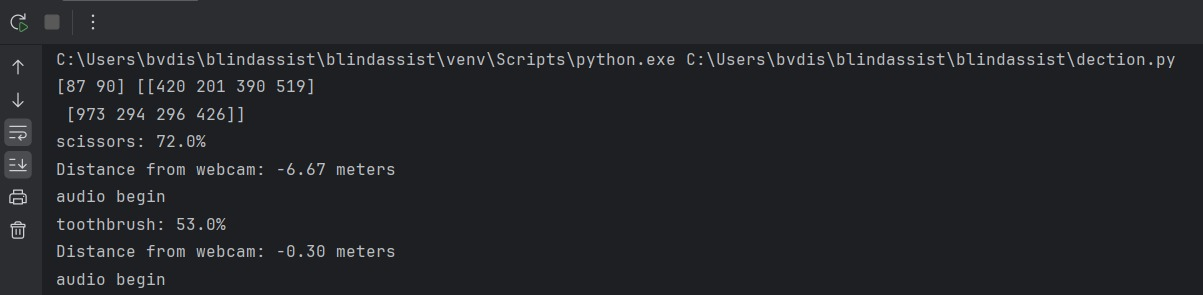 C:\Users\bvdis\blindassist\blindassist\venv\Scripts\python.exe C:\Users\bvdis\blindassist\blindassist\dection.py
[87 90] [[420 201 390 519]
 [973 294 296 426]]
scissors: 72.0%
Distance from webcam: -6.67 meters
audio begin
toothbrush: 53.0%
Distance from webcam: -0.30 meters
audio begin